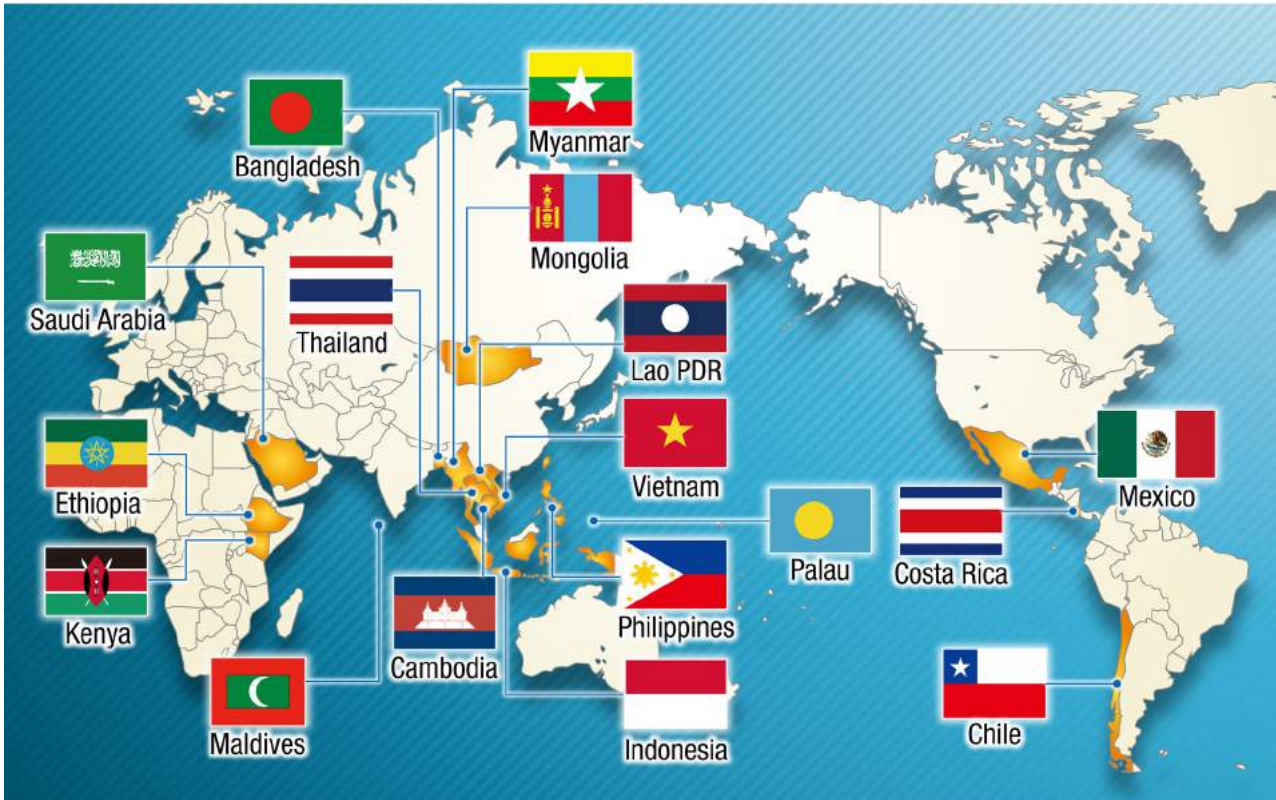 Myanmar
Bangladesh
Mongolia
Saudi Arabia
Thailand
Lao PDR
Vietnam
Ethiopia
Mexico
Palau
Costa Rica
Kenya
Cambodia
Philippines
Maldives
Indonesia
Chile